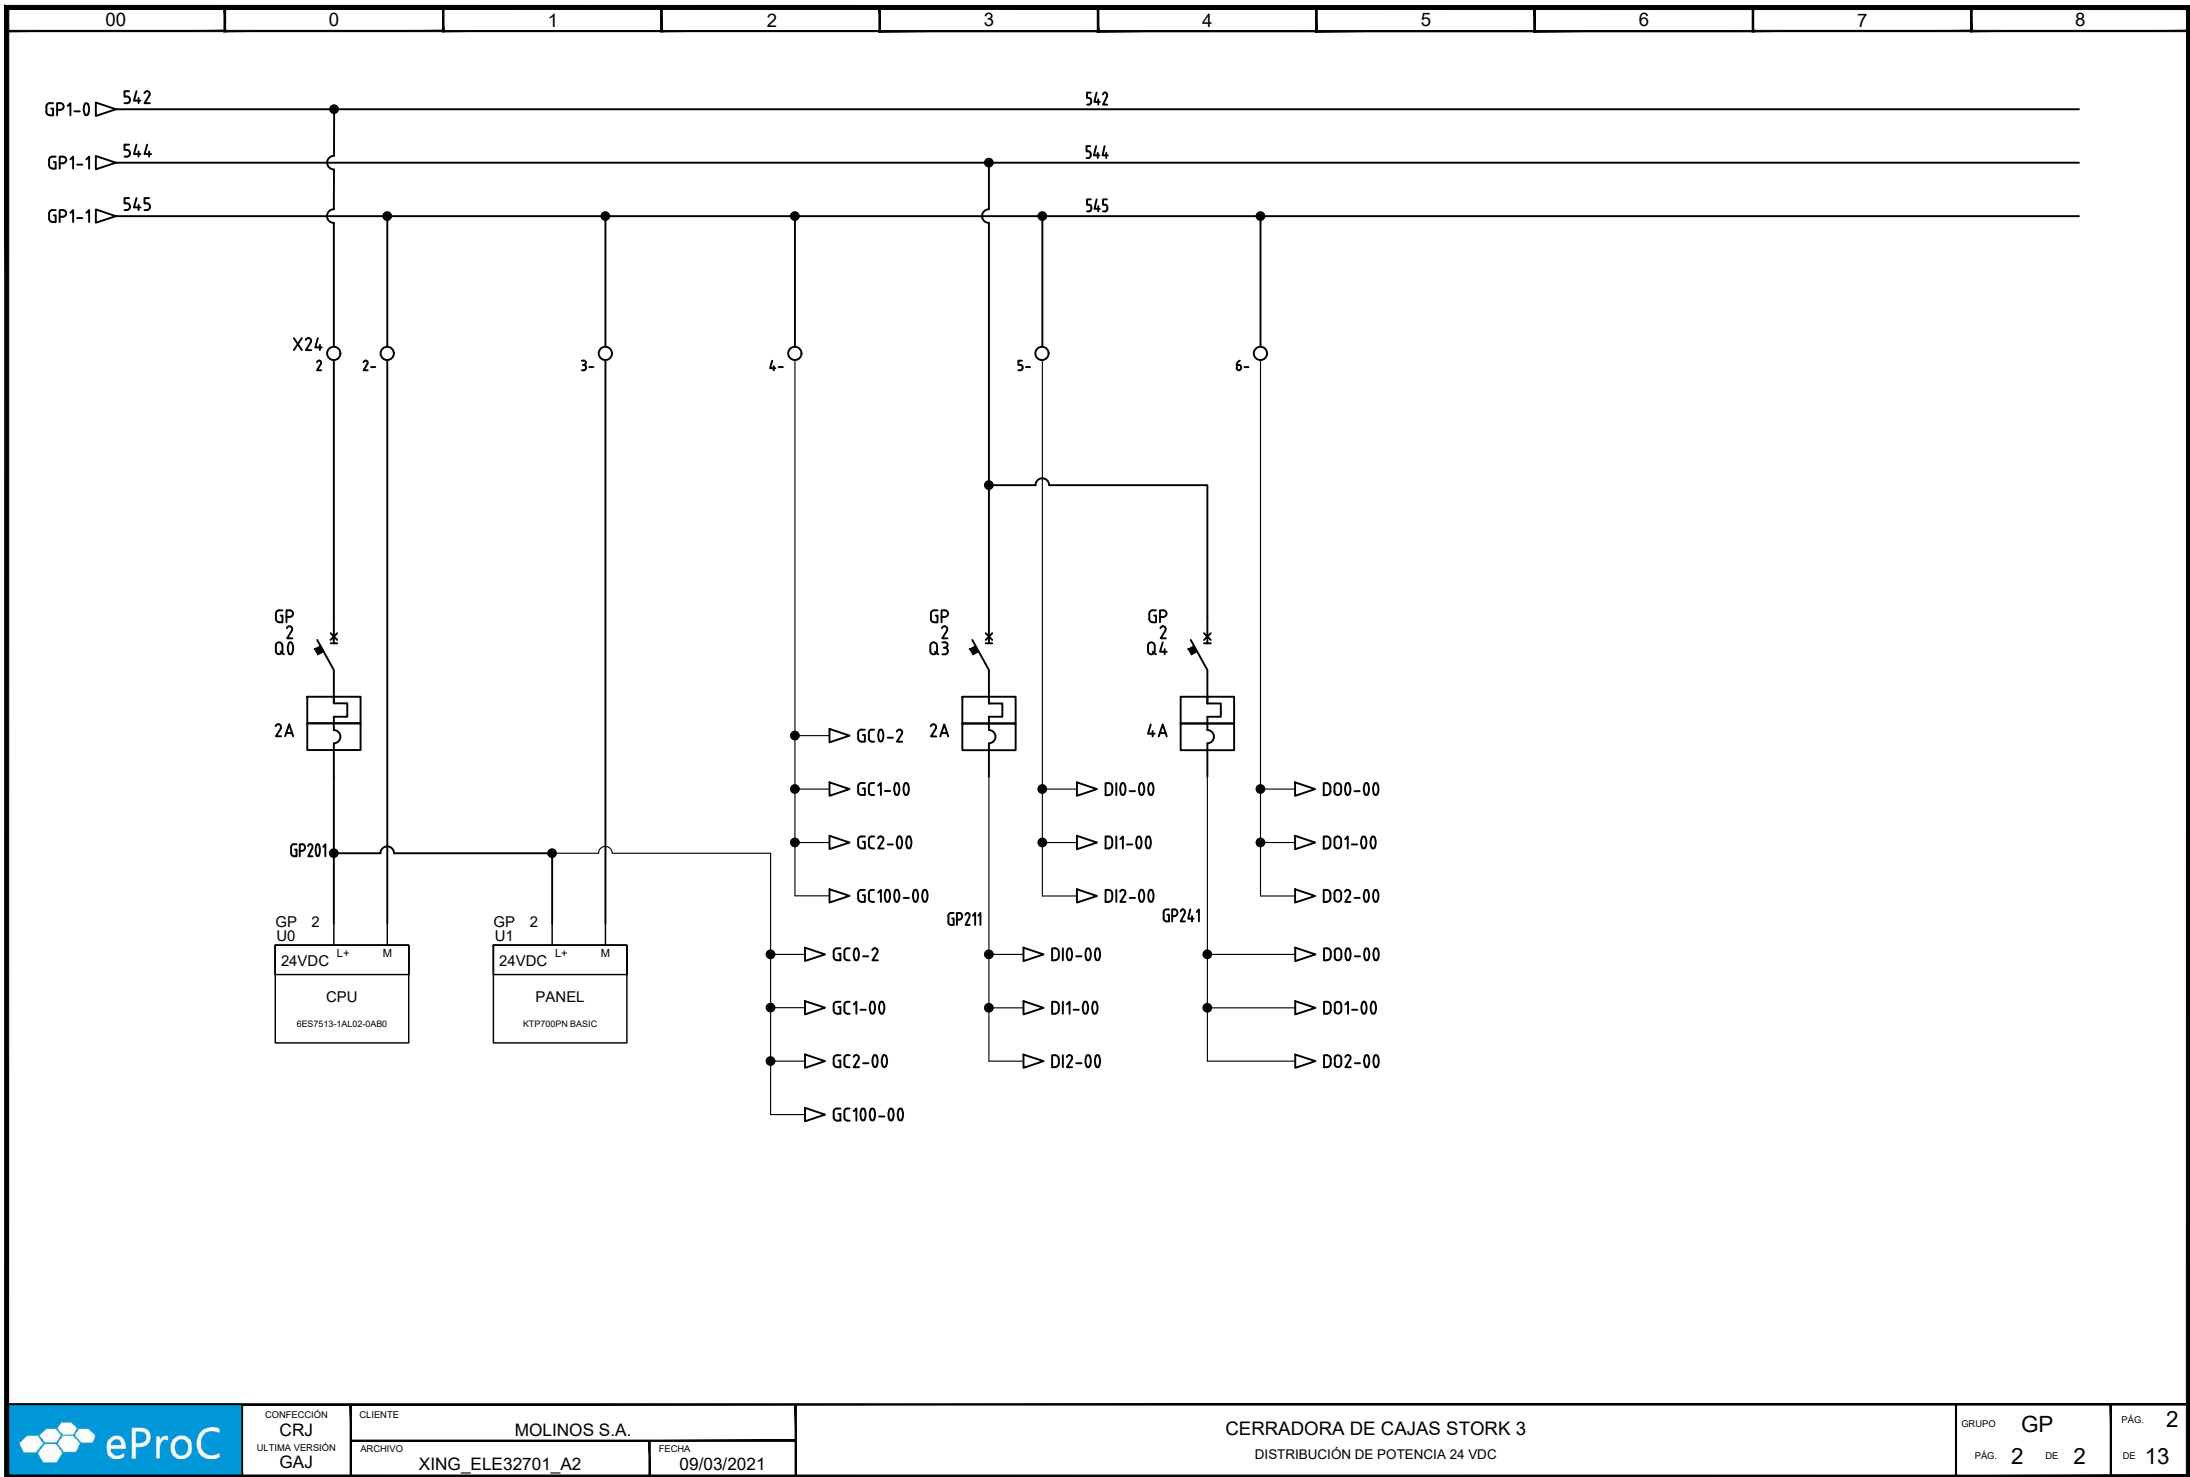 00 0 1 2 3 4 5 6 7 8
GP1-0 542 542
GP1-1 544 544
GP1-1 545 545
X24
2 2- 3- 4- 5- 6-
GP GP GP
2 2 2
Q0 Q3 Q4
2A GC0-2 2A 4A
GC1-00 DI0-00 DO0-00
GP201 GC2-00 DI1-00 DO1-00
GC100-00 DI2-00 DO2-00
GP211 GP241
GP 2 GP 2
U0 U1
24VDC L+ M 24VDC L+ M GC0-2 DI0-00 DO0-00
CPU PANEL GC1-00 DI1-00 DO1-00
6ES7513-1AL02-0AB0 KTP700PN BASIC
GC2-00 DI2-00 DO2-00
GC100-00
eProC
CONFECCIÓN
CRJ
ULTIMA VERSIÓN
GAJ
CLIENTE
MOLINOS S.A.
ARCHIVO
XING_ELE32701_A2
FECHA
09/03/2021
CERRADORA DE CAJAS STORK 3
DISTRIBUCIÓN DE POTENCIA 24 VDC
GRUPO GP
PÁG. 2 DE 2
PÁG. 2
DE 13